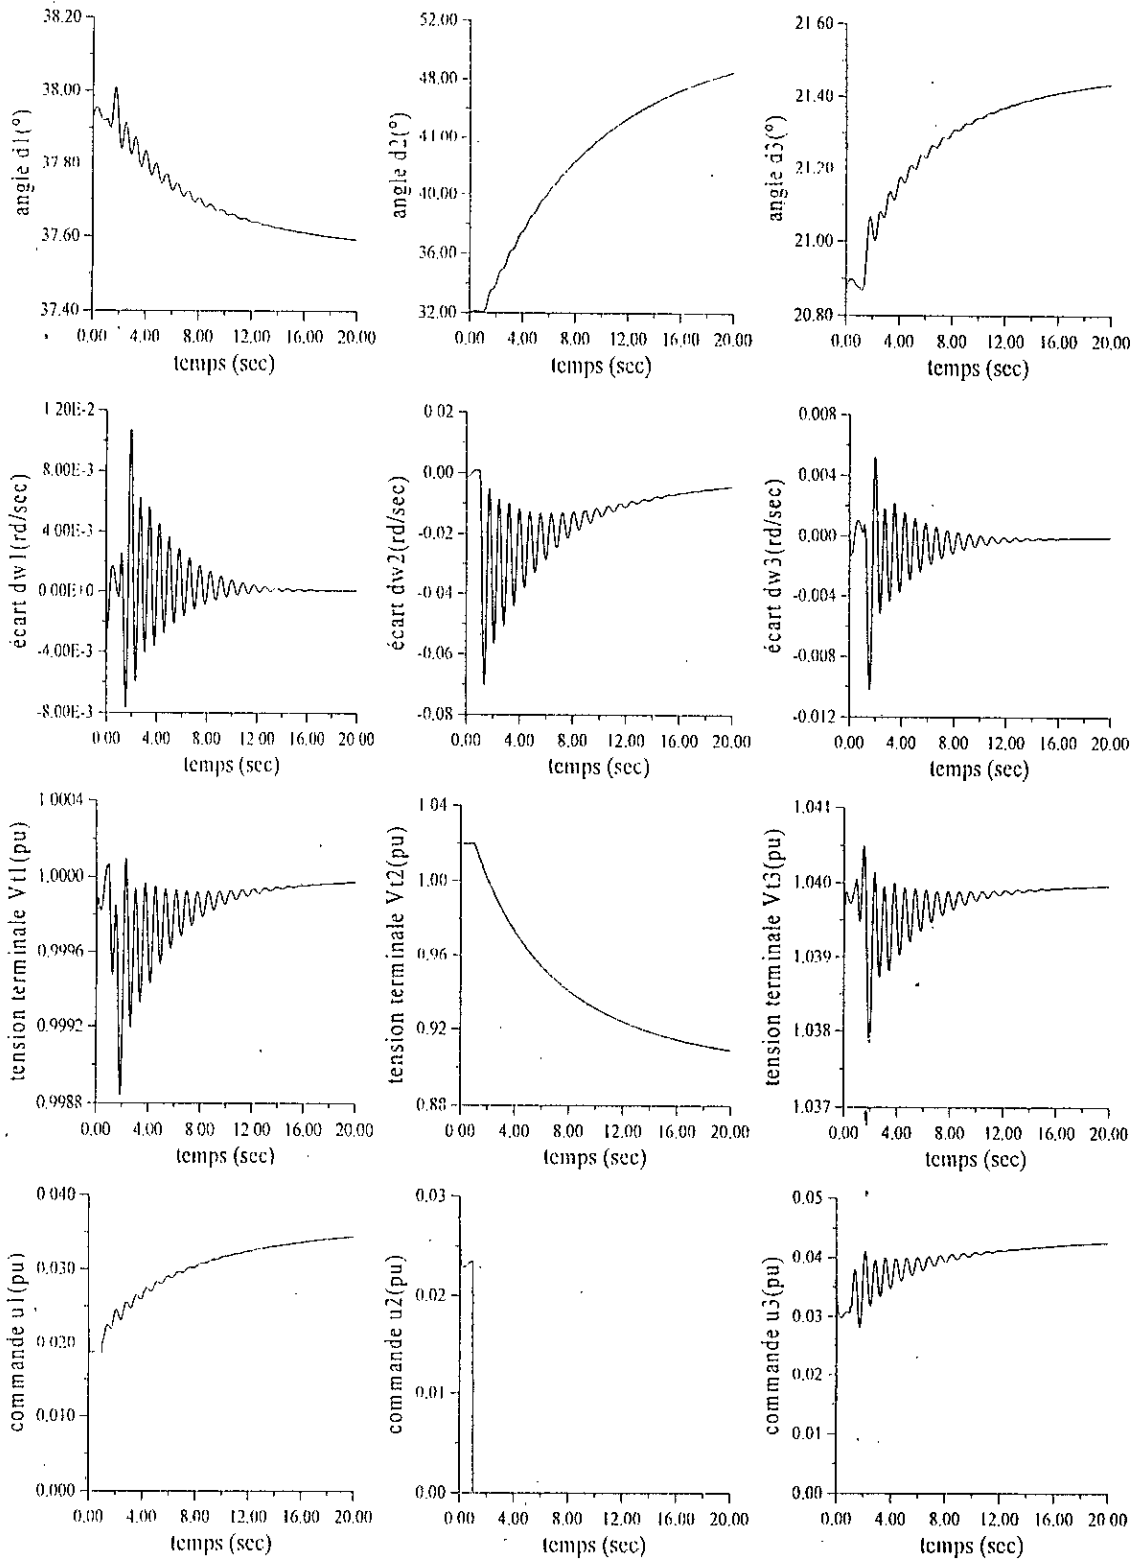 angle d1(°)
38.20
38.00
37.80
37.60
37.40
0.00 4.00 8.00 12.00 16.00 20.00
temps (sec)
angle d2(°)
52.00
48.00
44.00
40.00
36.00
32.00
0.00 4.00 8.00 12.00 16.00 20.00
temps (sec)
angle d3(°)
21.60
21.40
21.20
21.00
20.80
0.00 4.00 8.00 12.00 16.00 20.00
temps (sec)
écart dw1(rd/sec)
1.20E-2
8.00E-3
4.00E-3
0.00E+0
-4.00E-3
-8.00E-3
0.00 4.00 8.00 12.00 16.00 20.00
temps (sec)
écart dw2(rd/sec)
0.02
0.00
-0.02
-0.04
-0.06
-0.08
0.00 4.00 8.00 12.00 16.00 20.00
temps (sec)
écart dw3(rd/sec)
0.008
0.004
0.000
-0.004
-0.008
-0.012
0.00 4.00 8.00 12.00 16.00 20.00
temps (sec)
tension terminale Vt1(pu)
1.0004
1.0000
0.9996
0.9992
0.9988
0.00 4.00 8.00 12.00 16.00 20.00
temps (sec)
tension terminale Vt2(pu)
1.04
1.00
0.96
0.92
0.88
0.00 4.00 8.00 12.00 16.00 20.00
temps (sec)
tension terminale Vt3(pu)
1.041
1.040
1.039
1.038
1.037
0.00 4.00 8.00 12.00 16.00 20.00
temps (sec)
commande u1(pu)
0.040
0.030
0.020
0.010
0.000
0.00 4.00 8.00 12.00 16.00 20.00
temps (sec)
commande u2(pu)
0.03
0.02
0.01
0.00
0.00 4.00 8.00 12.00 16.00 20.00
temps (sec)
commande u3(pu)
0.05
0.04
0.03
0.02
0.01
0.00
0.00 4.00 8.00 12.00 16.00 20.00
temps (sec)